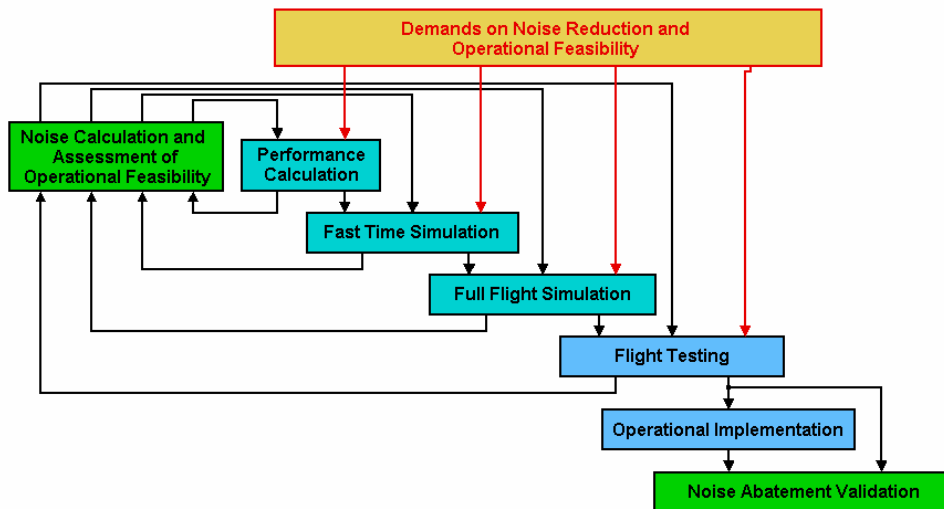 Demands on Noise Reduction and
Operational Feasibility
Noise Calculation and
Assessment of
Operational Feasibility
Performance
Calculation
Fast Time Simulation
Full Flight Simulation
Flight Testing
Operational Implementation
Noise Abatement Validation